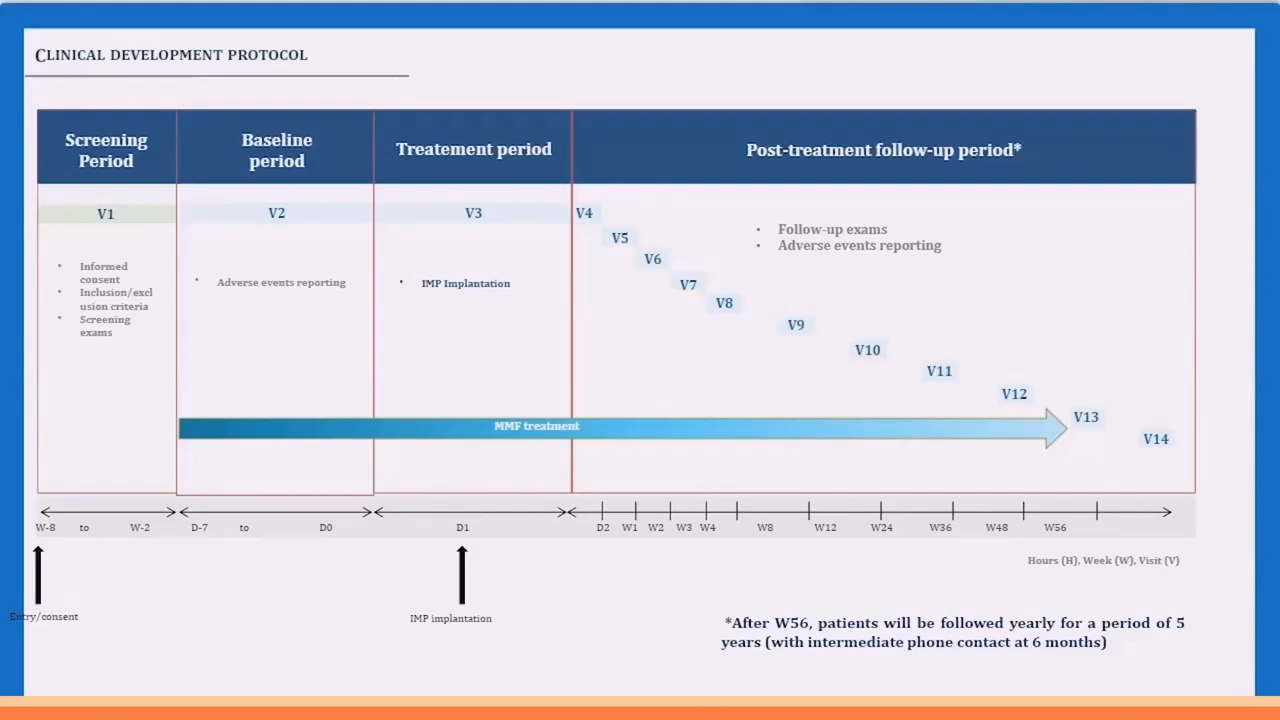 CLINICAL DEVELOPMENT PROTOCOL
Screening
Period
Baseline
period
Treatement period
Post-treatment follow-up period*
V1
V2
V3
V4
V5
V6
V7
V8
V9
V10
V11
V12
V13
V14
• Informed
consent
• Inclusion/excl
usion criteria
• Screening
exams
• Adverse events reporting
• IMP Implantation
• Follow-up exams
• Adverse events reporting
MMF treatment
W-8 to W-2
D-7 to D0
D1
D2 W1 W2 W3 W4 W8 W12 W24 W36 W48 W56
Hours (H), Week (W), Visit (V)
Entry/consent
IMP implantation
*After W56, patients will be followed yearly for a period of 5
years (with intermediate phone contact at 6 months)